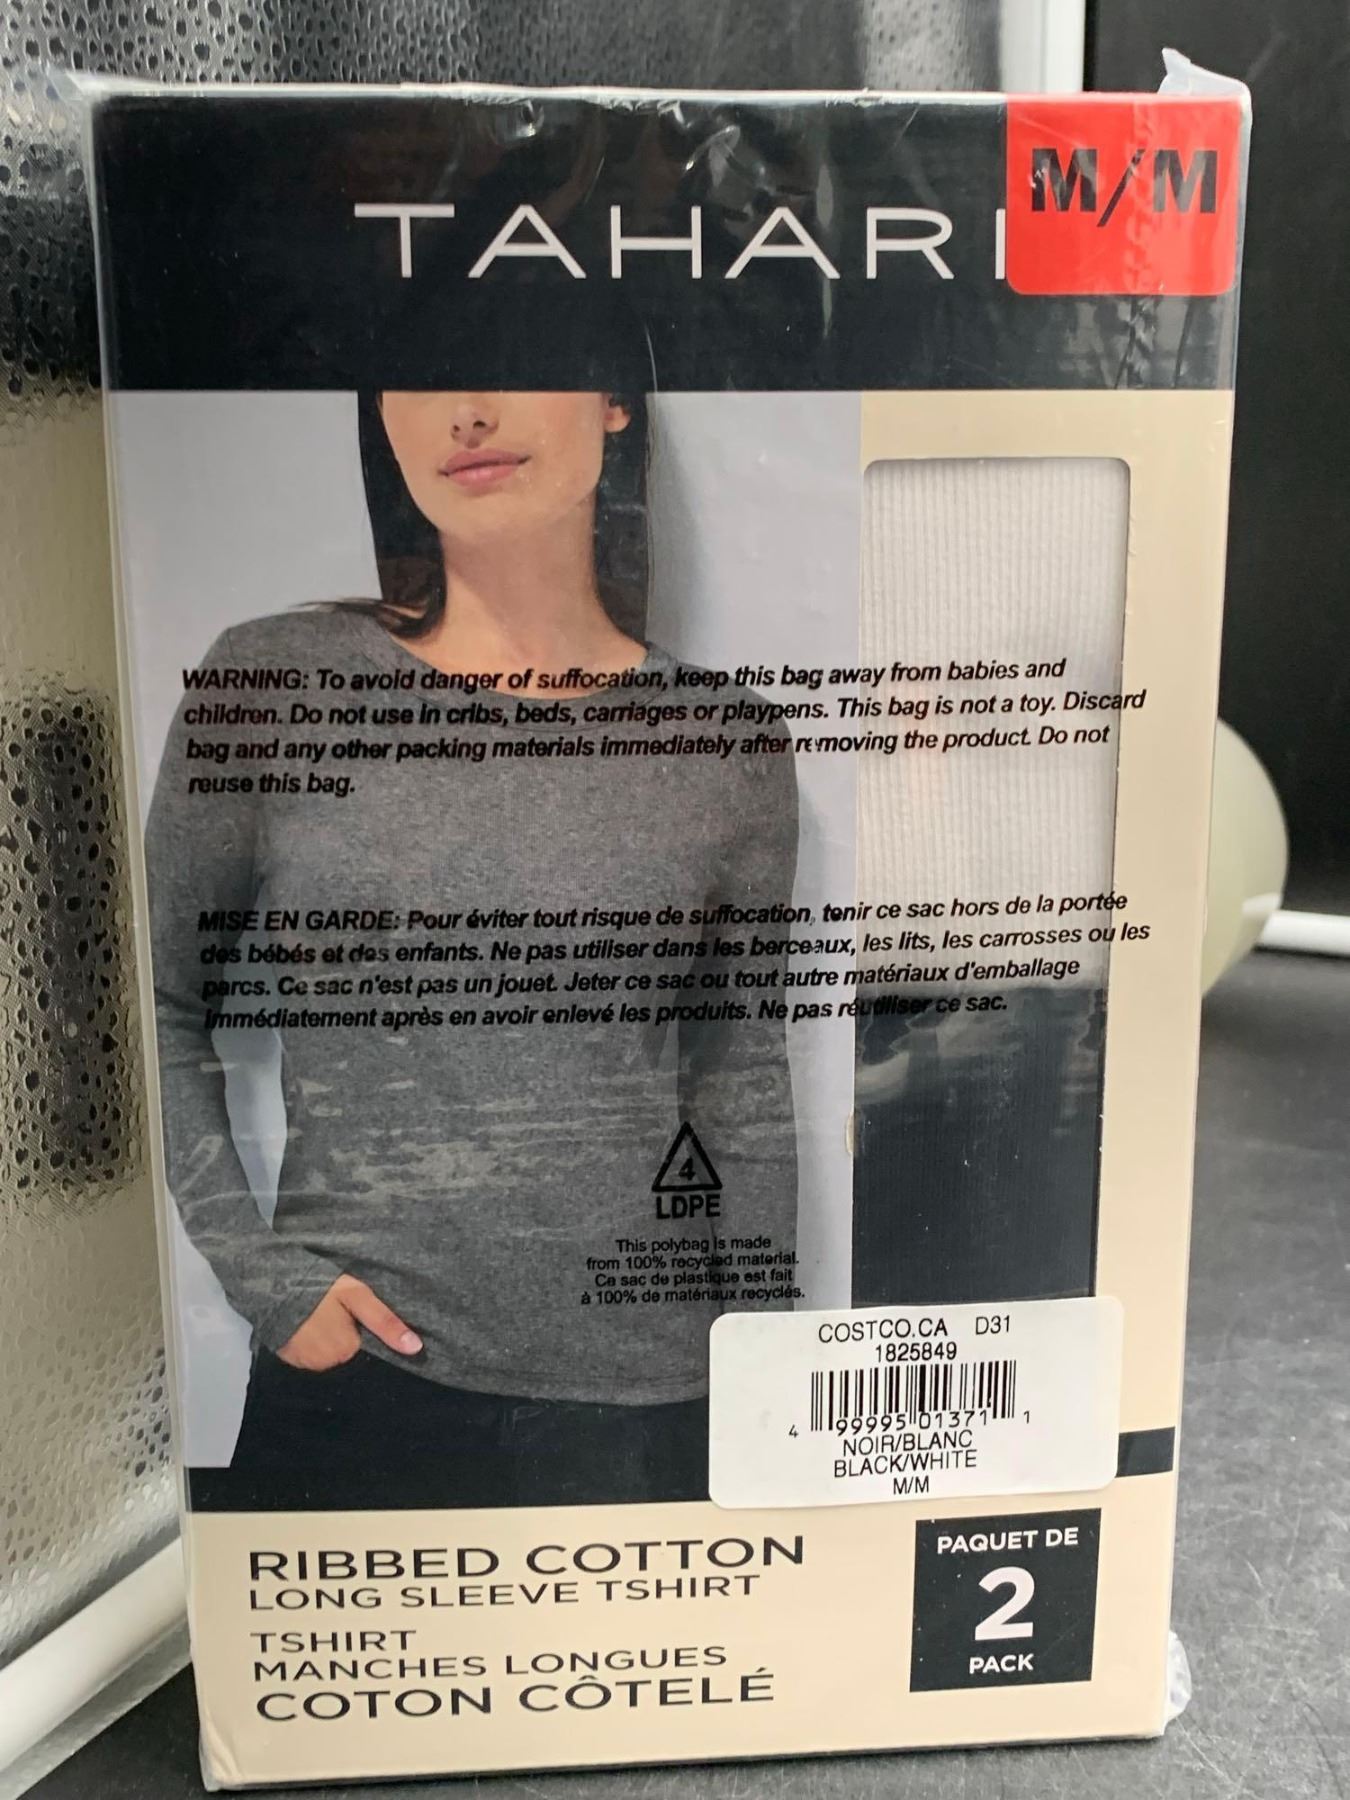 TAHARI
M/M
WARNING: To avoid danger of suffocation, keep this bag away from babies and
children. Do not use in cribs, beds, carriages or playpens. This bag is not a toy. Discard
bag and any other packing materials immediately after removing the product. Do not
reuse this bag.
MISE EN GARDE: Pour éviter tout risque de suffocation, tenir ce sac hors de la portée
des bébés et des enfants. Ne pas utiliser dans les berceaux, les lits, les carrosses ou les
parcs. Ce sac n'est pas un jouet. Jeter ce sac ou tout autre matériaux d'emballage
immédiatement après en avoir enlevé les produits. Ne pas réutiliser ce sac.
4
LDPE
This polybag is made
from 100% recycled material.
Ce sac de plastique est fait
à 100% de matériaux recyclés.
COSTCO.CA D31
1825849
4 99995 01371 1
NOIR/BLANC
BLACK/WHITE
M/M
RIBBED COTTON
LONG SLEEVE TSHIRT
TSHIRT
MANCHES LONGUES
COTON CÔTELÉ
PAQUET DE
2
PACK